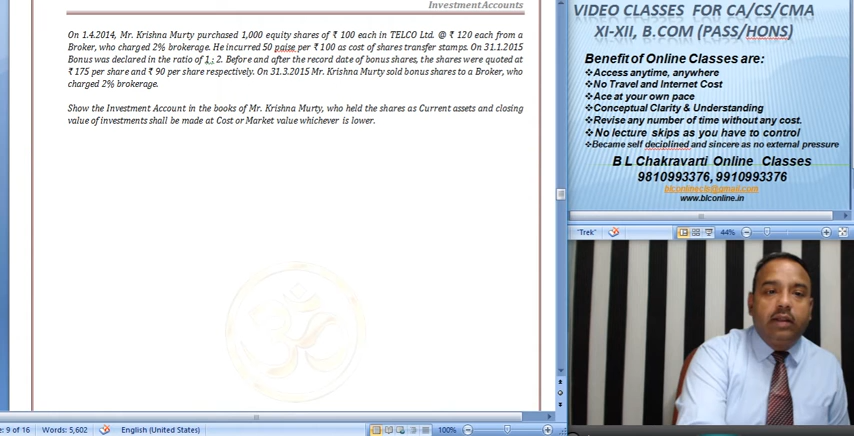 Investment Accounts
On 1.4.2014, Mr. Krishna Murty purchased 1,000 equity shares of ₹ 100 each in TELCO Ltd. @ ₹ 120 each from a
Broker, who charged 2% brokerage. He incurred 50 paise per ₹ 100 as cost of shares transfer stamps. On 31.1.2015
Bonus was declared in the ratio of 1 : 2. Before and after the record date of bonus shares, the shares were quoted at
₹ 175 per share and ₹ 90 per share respectively. On 31.3.2015 Mr. Krishna Murty sold bonus shares to a Broker, who
charged 2% brokerage.
Show the Investment Account in the books of Mr. Krishna Murty, who held the shares as Current assets and closing
value of investments shall be made at Cost or Market value whichever is lower.
e: 9 of 16 Words: 5,602 English (United States) 100%
VIDEO CLASSES FOR CA/CS/CMA
XI-XII, B.COM (PASS/HONS)
Benefit of Online Classes are:
❖Access anytime, anywhere
❖No Travel and Internet Cost
❖Ace at your own pace
❖Conceptual Clarity & Understanding
❖Revise any number of time without any cost.
❖No lecture skips as you have to control
❖Became self deciplined and sincere as no external pressure
B L Chakravarti Online Classes
9810993376, 9910993376
blconlinecls@gmail.com
www.blconline.in
"Trek" 44%